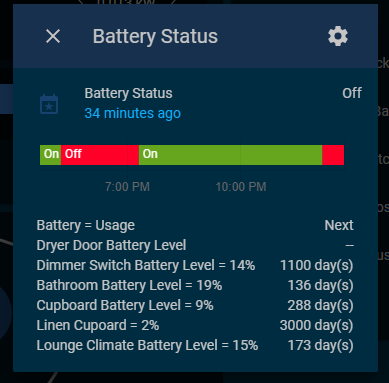 Battery Status
Battery Status Off
34 minutes ago
On Off On
7:00 PM 10:00 PM
Battery = Usage Next
Dryer Door Battery Level --
Dimmer Switch Battery Level = 14% 1100 day(s)
Bathroom Battery Level = 19% 136 day(s)
Cupboard Battery Level = 9% 288 day(s)
Linen Cupoard = 2% 3000 day(s)
Lounge Climate Battery Level = 15% 173 day(s)